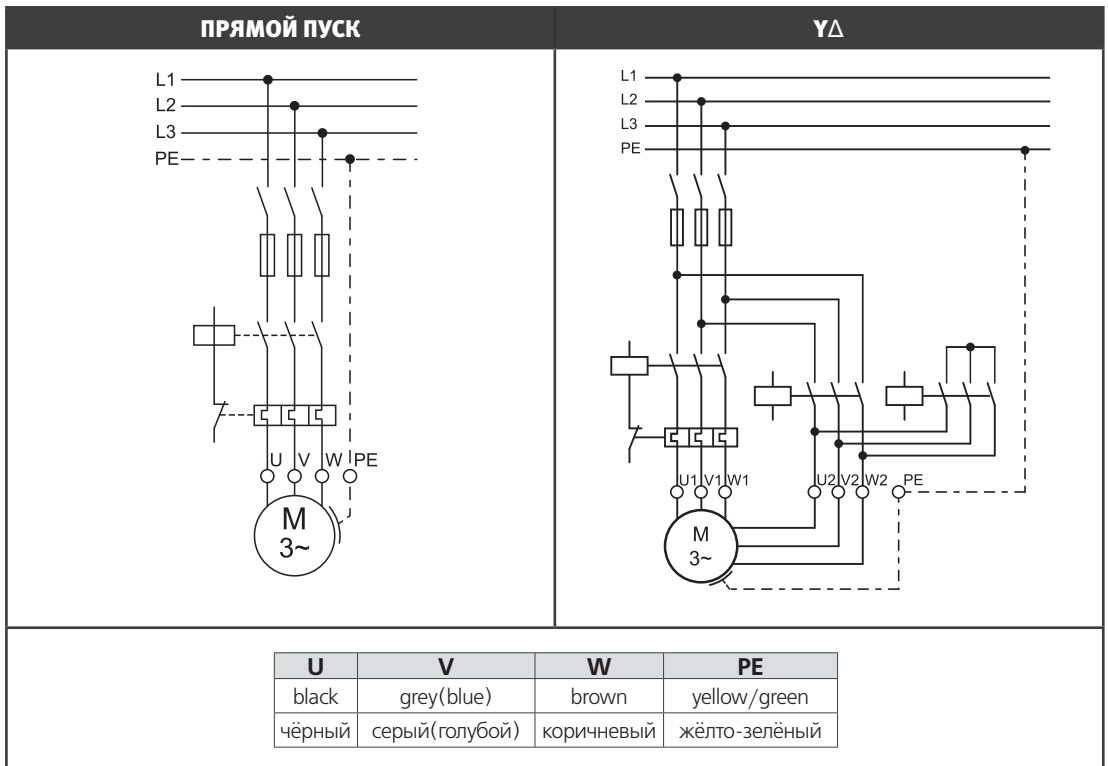 ПРЯМОЙ ПУСК
YΔ
L1
L2
L3
PE
U V W PE
M
3~
L1
L2
L3
PE
U1 V1 W1 U2 V2 W2 PE
M
3~
U V W PE
black grey(blue) brown yellow/green
чёрный серый(голубой) коричневый жёлто-зелёный